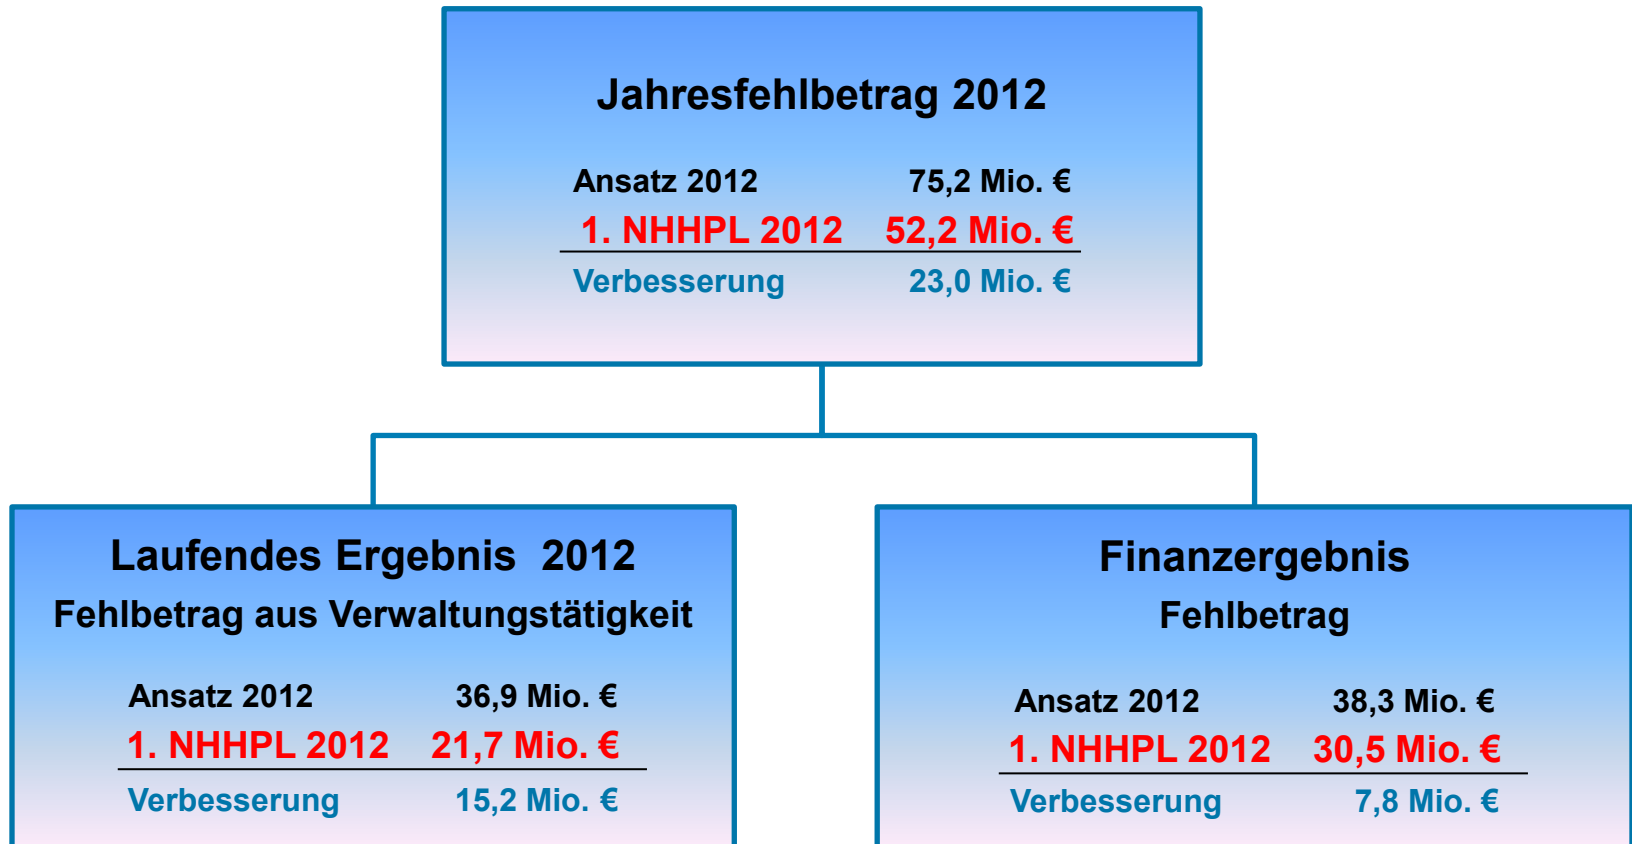 Jahresfehlbetrag 2012
Ansatz 2012 75,2 Mio. €
1. NHHPL 2012 52,2 Mio. €
Verbesserung 23,0 Mio. €
Laufendes Ergebnis 2012
Fehlbetrag aus Verwaltungstätigkeit
Ansatz 2012 36,9 Mio. €
1. NHHPL 2012 21,7 Mio. €
Verbesserung 15,2 Mio. €
Finanzergebnis
Fehlbetrag
Ansatz 2012 38,3 Mio. €
1. NHHPL 2012 30,5 Mio. €
Verbesserung 7,8 Mio. €